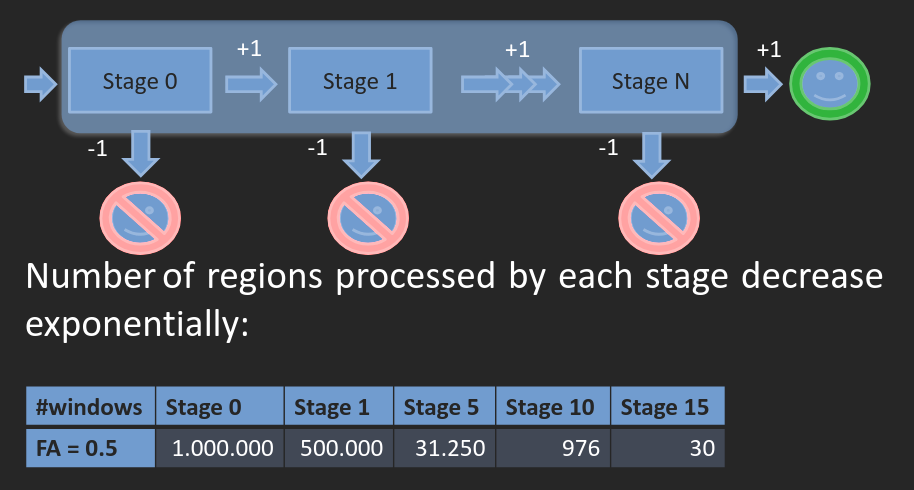 +1 +1 +1
Stage 0 Stage 1 Stage N
-1 -1 -1
Number of regions processed by each stage decrease
exponentially:
#windows Stage 0 Stage 1 Stage 5 Stage 10 Stage 15
FA = 0.5 1.000.000 500.000 31.250 976 30